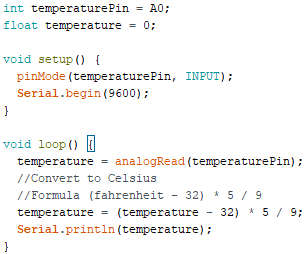 int temperaturePin = A0;
float temperature = 0;

void setup() {
  pinMode(temperaturePin, INPUT);
  Serial.begin(9600);
}

void loop() {
  temperature = analogRead(temperaturePin);
  //Convert to Celsius
  //Formula (fahrenheit - 32) * 5 / 9
  temperature = (temperature - 32) * 5 / 9;
  Serial.println(temperature);
}